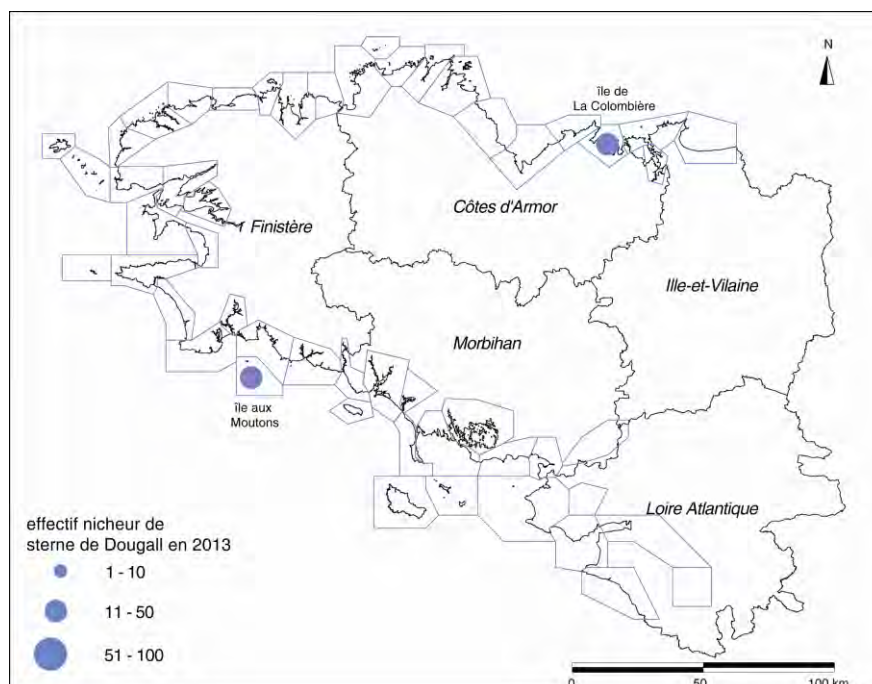 N
île de
La Colombière
Côtes d'Armor
Finistère
Ille-et-Vilaine
Morbihan
île aux
Moutons
Loire Atlantique
effectif nicheur de
sterne de Dougall en 2013
1 - 10
11 - 50
51 - 100
0 50 100 km